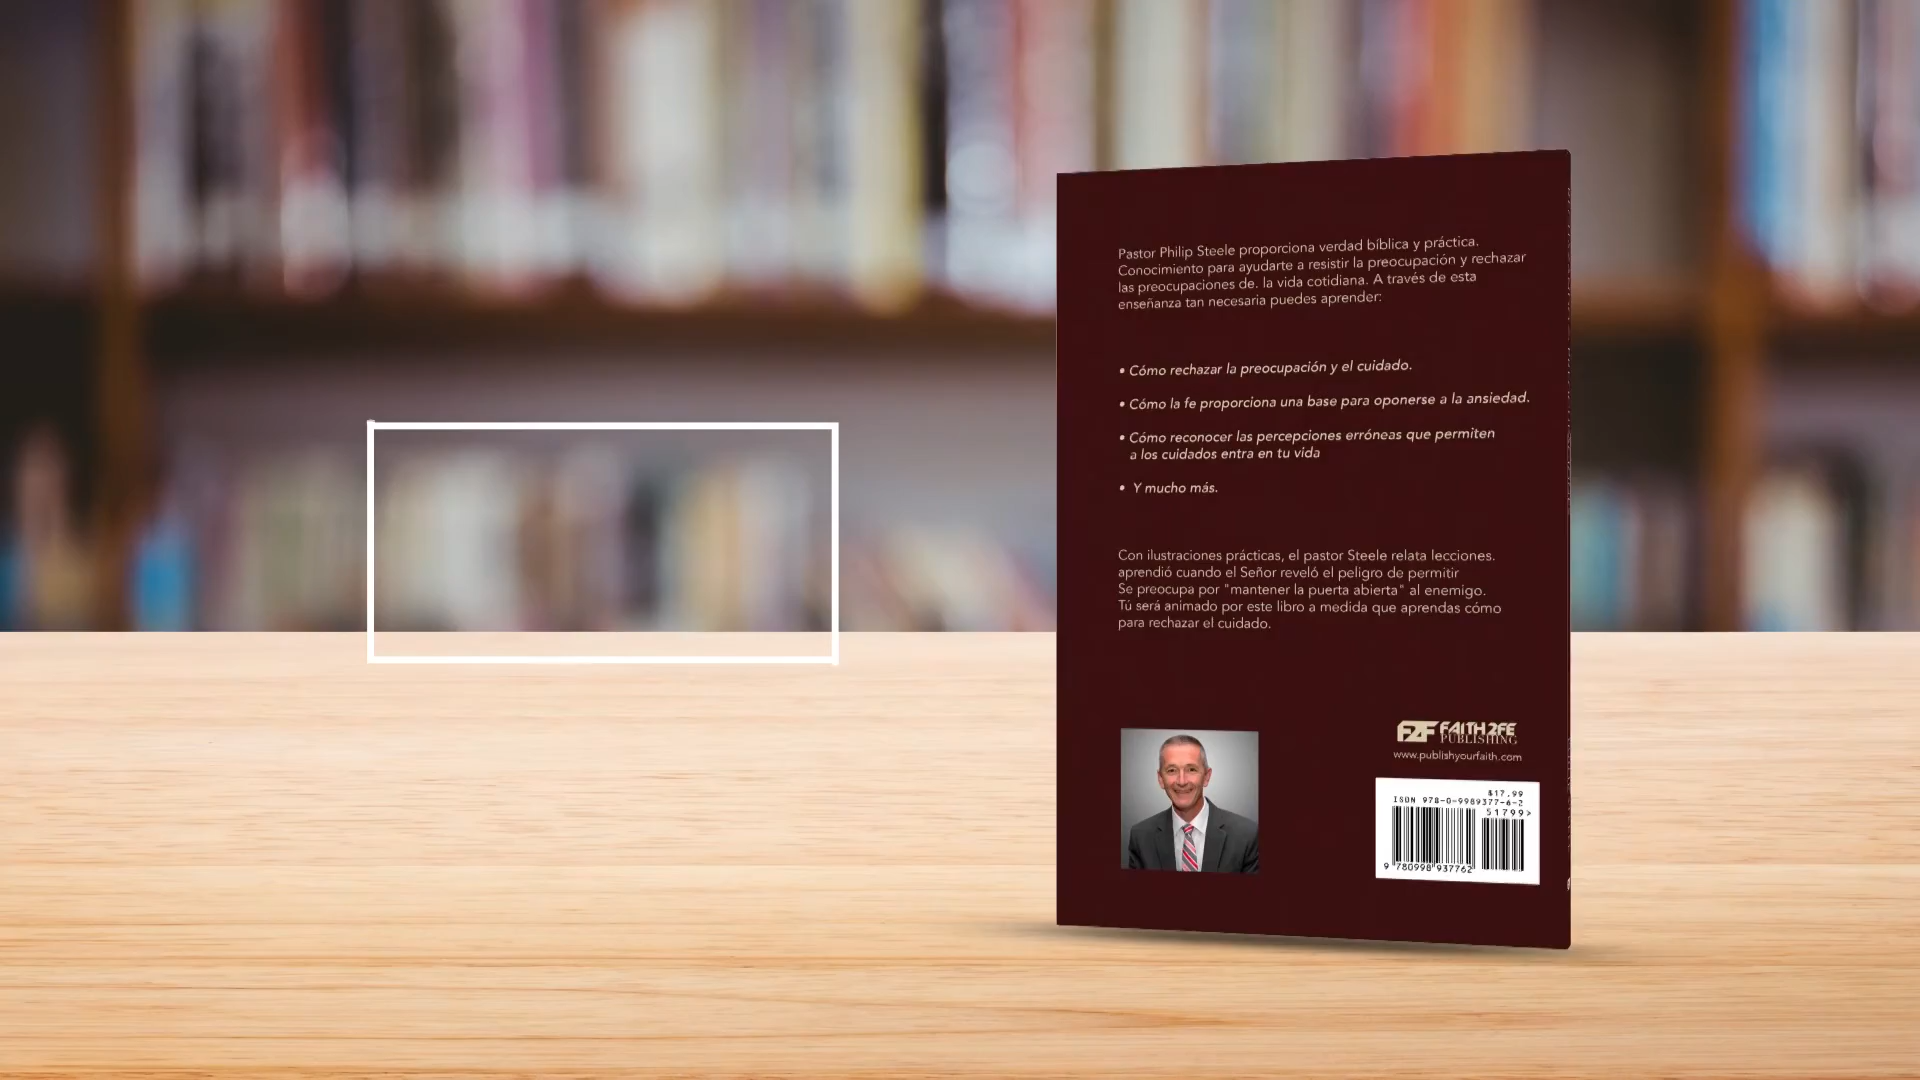 Pastor Philip Steele proporciona verdad bíblica y práctica.
Conocimiento para ayudarte a resistir la preocupación y rechazar
las preocupaciones de. la vida cotidiana. A través de esta
enseñanza tan necesaria puedes aprender:
• Cómo rechazar la preocupación y el cuidado.
• Cómo la fe proporciona una base para oponerse a la ansiedad.
• Cómo reconocer las percepciones erróneas que permiten
a los cuidados entra en tu vida
• Y mucho más.
Con ilustraciones prácticas, el pastor Steele relata lecciones.
aprendió cuando el Señor reveló el peligro de permitir
Se preocupa por "mantener la puerta abierta" al enemigo.
Tú será animado por este libro a medida que aprendas cómo
para rechazar el cuidado.
F2F FAITH2FE
PUBLISHING
www.publishyourfaith.com
$17.99
ISBN 978-0-9989377-6-2
51799>
9 780998 937762